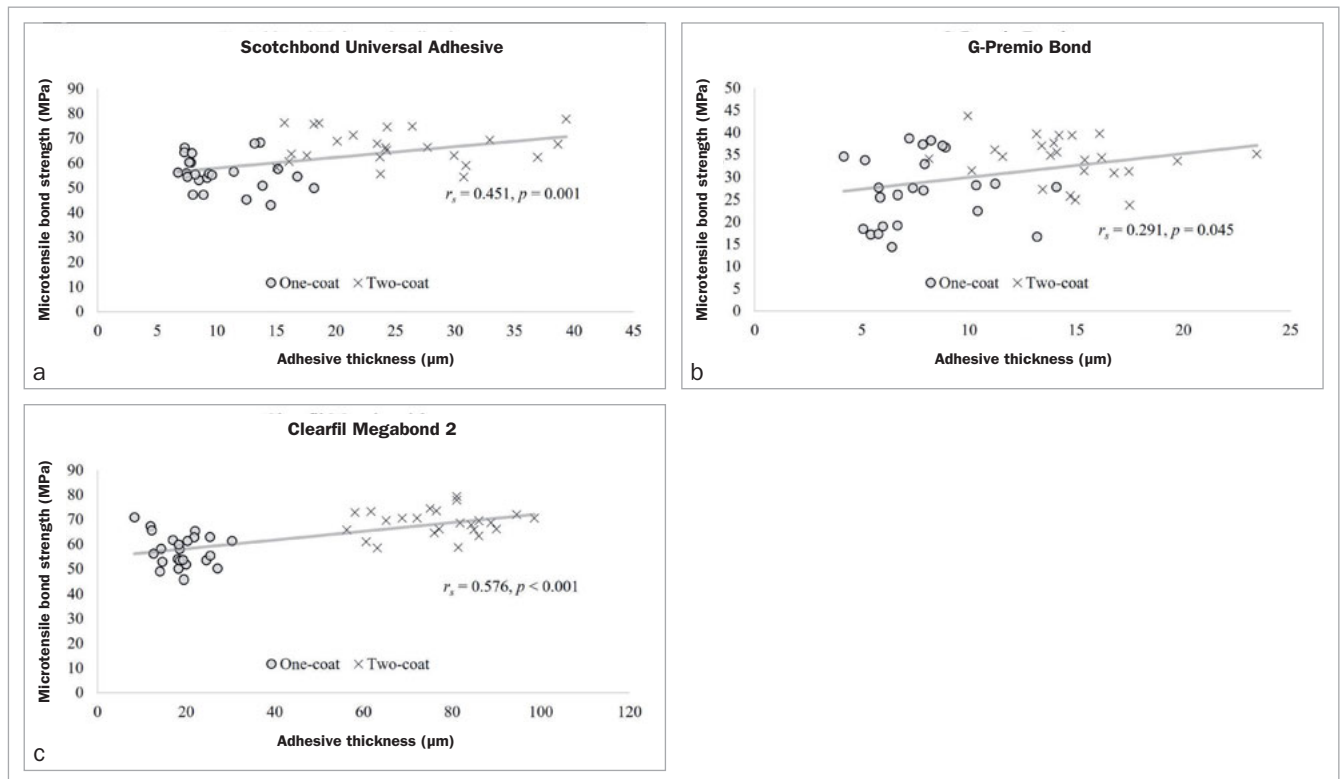 Scotchbond Universal Adhesive
Microtensile bond strength (MPa)
90
80
70
60
50
40
30
20
10
0
r_s = 0.451, p = 0.001
One-coat × Two-coat
0 5 10 15 20 25 30 35 40 45
Adhesive thickness (µm)
a
G-Premio Bond
Microtensile bond strength (MPa)
50
45
40
35
30
25
20
15
10
5
0
r_s = 0.291, p = 0.045
One-coat × Two-coat
0 5 10 15 20 25
Adhesive thickness (µm)
b
Clearfil Megabond 2
Microtensile bond strength (MPa)
90
80
70
60
50
40
30
20
10
0
r_s = 0.576, p < 0.001
One-coat × Two-coat
0 20 40 60 80 100 120
Adhesive thickness (µm)
c